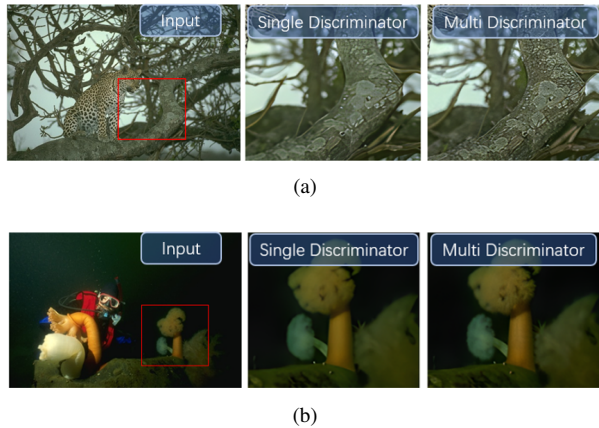 Input
Single Discriminator
Multi Discriminator
(a)
Input
Single Discriminator
Multi Discriminator
(b)